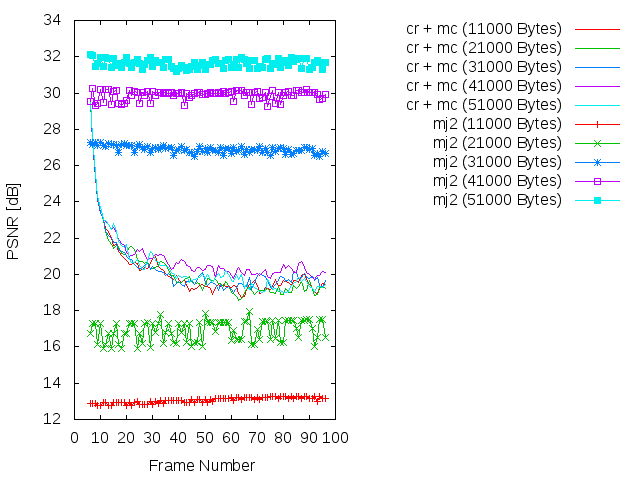 34
32
30
28
26
24
22
20
18
16
14
12
PSNR [dB]
0 10 20 30 40 50 60 70 80 90 100
Frame Number
cr + mc (11000 Bytes)
cr + mc (21000 Bytes)
cr + mc (31000 Bytes)
cr + mc (41000 Bytes)
cr + mc (51000 Bytes)
mj2 (11000 Bytes)
mj2 (21000 Bytes)
mj2 (31000 Bytes)
mj2 (41000 Bytes)
mj2 (51000 Bytes)